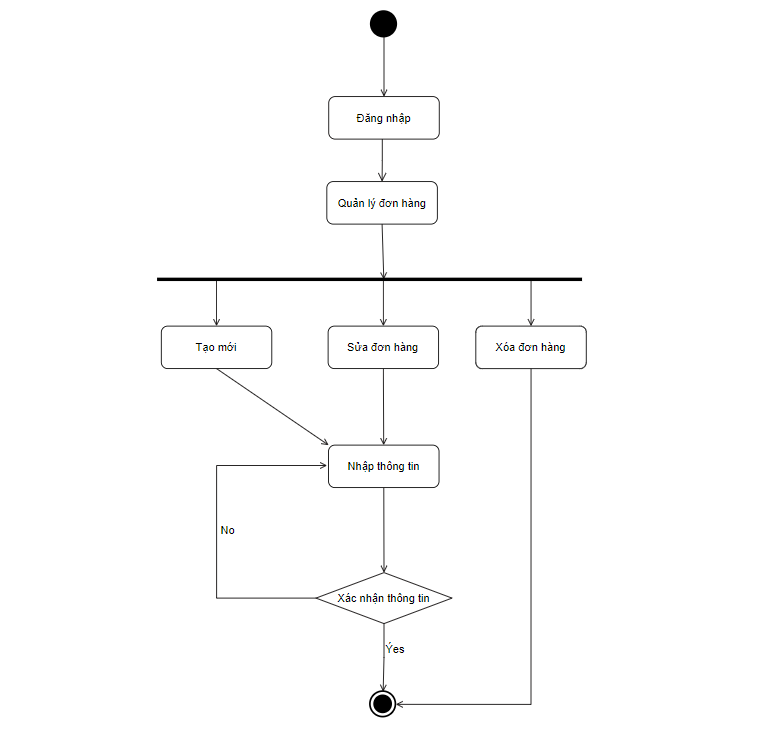 Đăng nhập
Quản lý đơn hàng
Tạo mới
Sửa đơn hàng
Xóa đơn hàng
Nhập thông tin
No
Xác nhận thông tin
Ýes